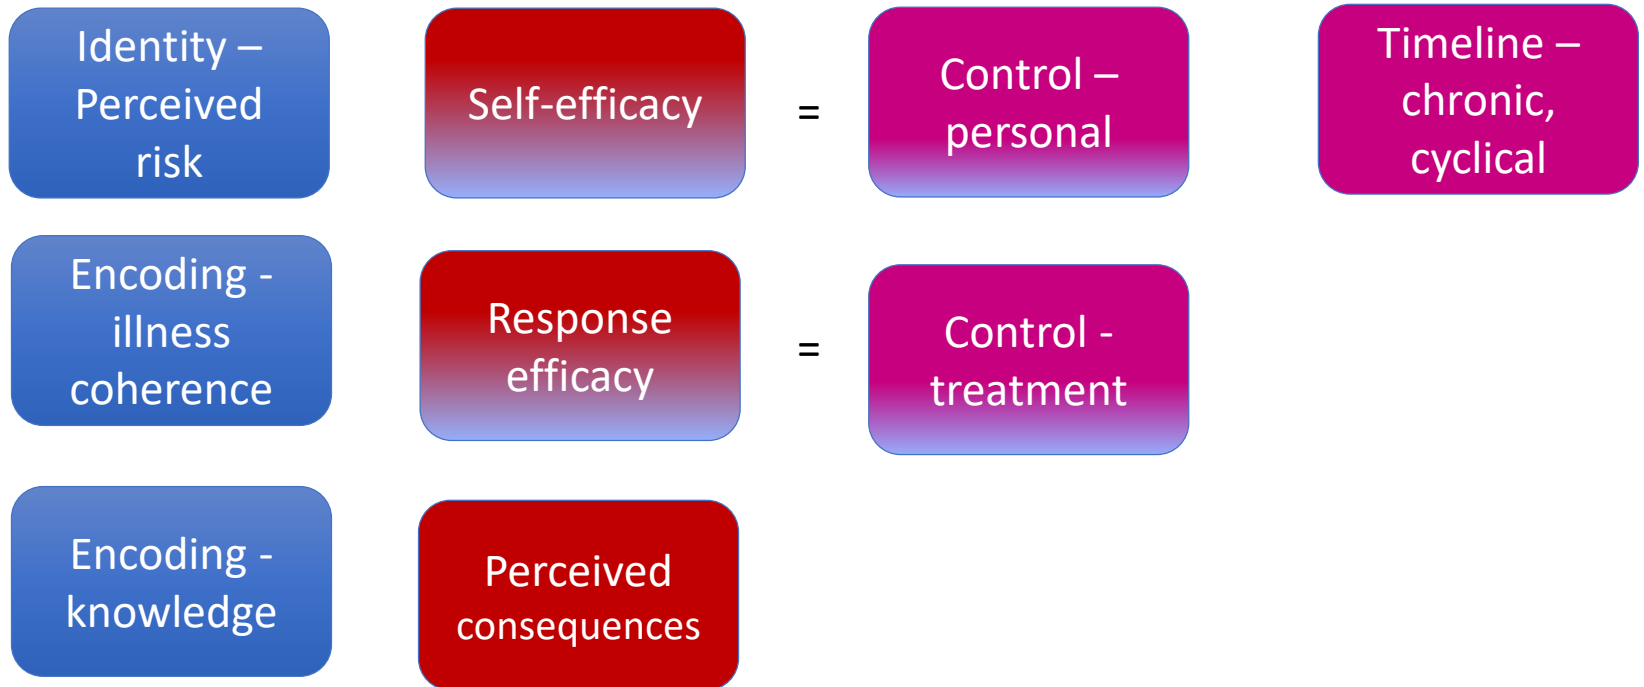 Identity –
Perceived
risk
Self-efficacy
=
Control –
personal
Timeline –
chronic,
cyclical
Encoding -
illness
coherence
Response
efficacy
=
Control -
treatment
Encoding -
knowledge
Perceived
consequences